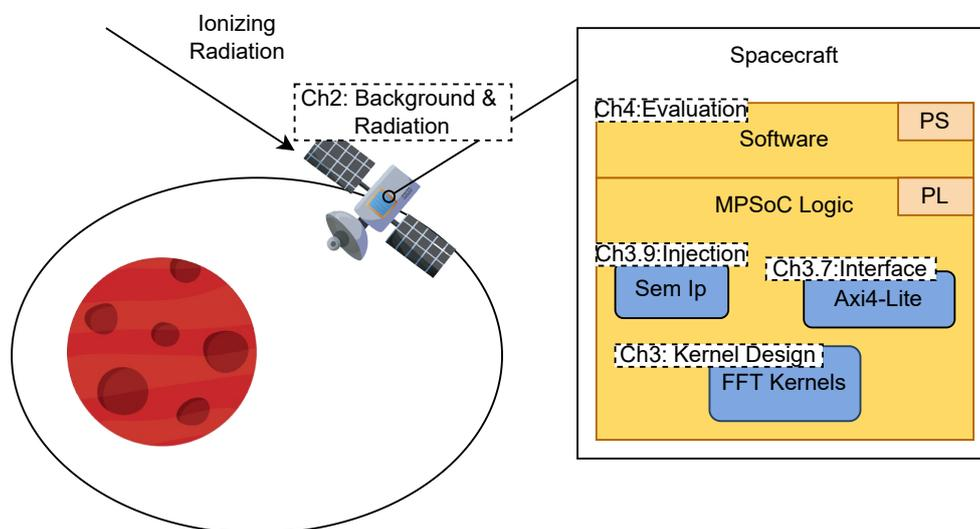 Ionizing
Radiation
Ch2: Background &
Radiation
Spacecraft
Ch4:Evaluation
PS
Software
PL
MPSoC Logic
Ch3.9:Injection
Ch3.7:Interface
Sem Ip
Axi4-Lite
Ch3: Kernel Design
FFT Kernels